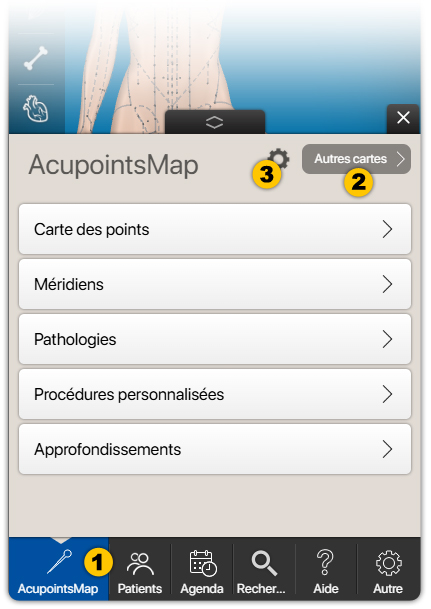 AcupointsMap
3
Autres cartes
2
Carte des points
Méridiens
Pathologies
Procédures personnalisées
Approfondissements
1
AcupointsMap
Patients
Agenda
Recher...
Aide
Autre